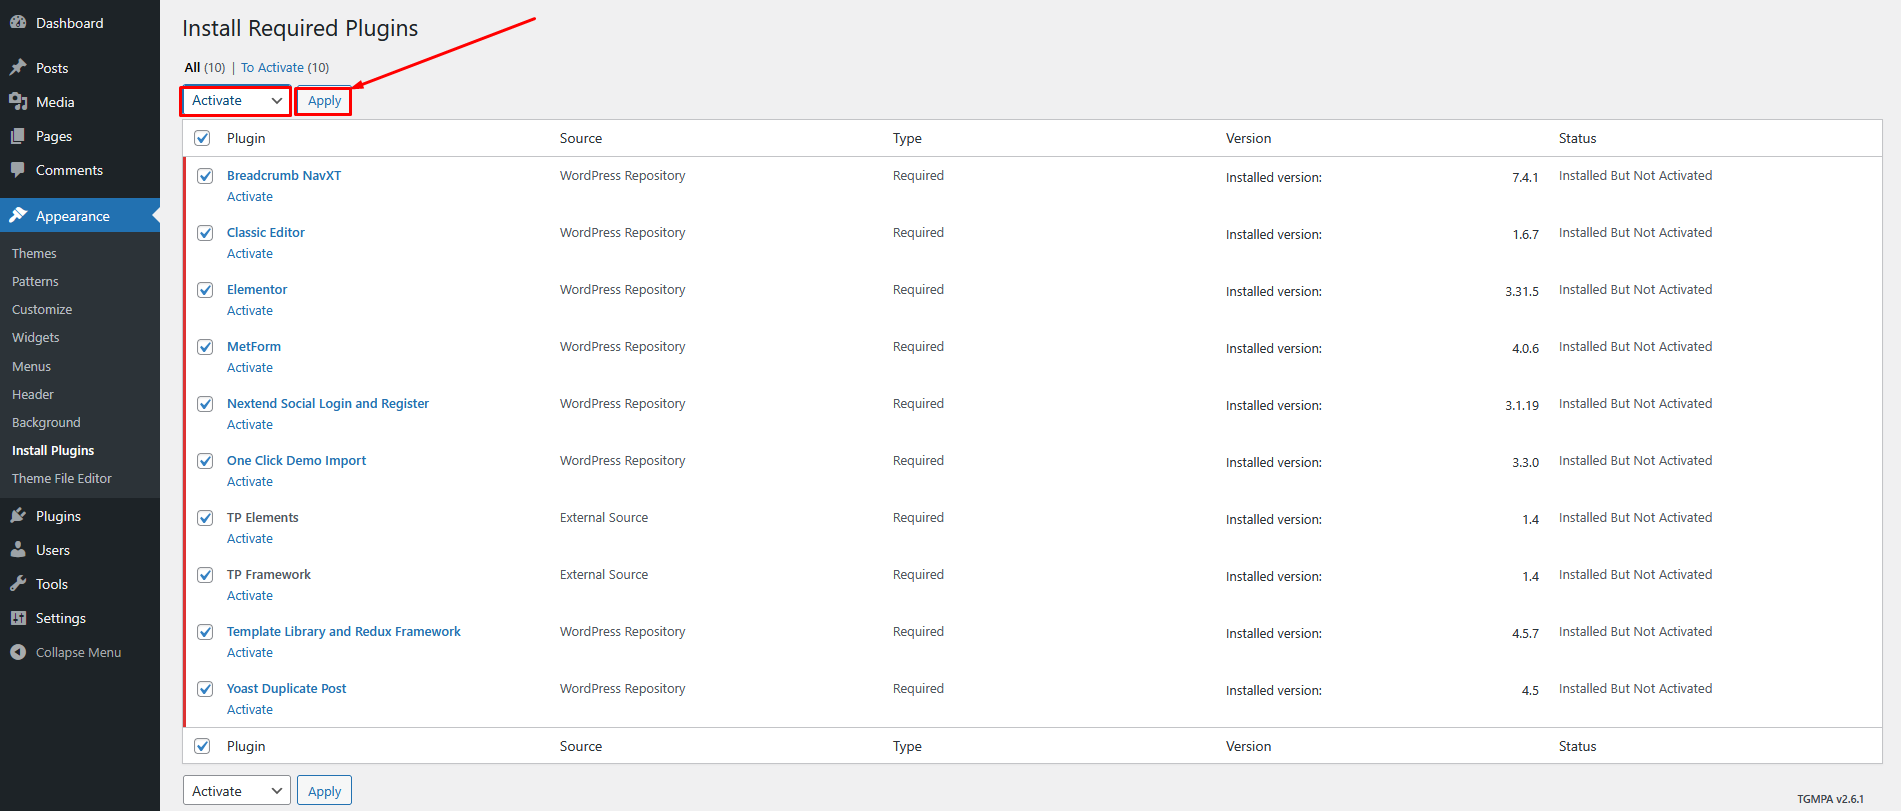 Dashboard
Posts
Media
Pages
Comments
Appearance
Themes
Patterns
Customize
Widgets
Menus
Header
Background
Install Plugins
Theme File Editor
Plugins
Users
Tools
Settings
Collapse Menu
Install Required Plugins
All (10) | To Activate (10)
Activate Apply
Plugin Source Type Version Status
Breadcrumb NavXT WordPress Repository Required Installed version: 7.4.1 Installed But Not Activated
Activate
Classic Editor WordPress Repository Required Installed version: 1.6.7 Installed But Not Activated
Activate
Elementor WordPress Repository Required Installed version: 3.31.5 Installed But Not Activated
Activate
MetForm WordPress Repository Required Installed version: 4.0.6 Installed But Not Activated
Activate
Nextend Social Login and Register WordPress Repository Required Installed version: 3.1.19 Installed But Not Activated
Activate
One Click Demo Import WordPress Repository Required Installed version: 3.3.0 Installed But Not Activated
Activate
TP Elements External Source Required Installed version: 1.4 Installed But Not Activated
Activate
TP Framework External Source Required Installed version: 1.4 Installed But Not Activated
Activate
Template Library and Redux Framework WordPress Repository Required Installed version: 4.5.7 Installed But Not Activated
Activate
Yoast Duplicate Post WordPress Repository Required Installed version: 4.5 Installed But Not Activated
Activate
Plugin Source Type Version Status
Activate Apply
TGMPA v2.6.1